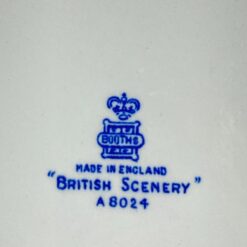 BOOTHS
MADE IN ENGLAND
"BRITISH SCENERY"
A 8024